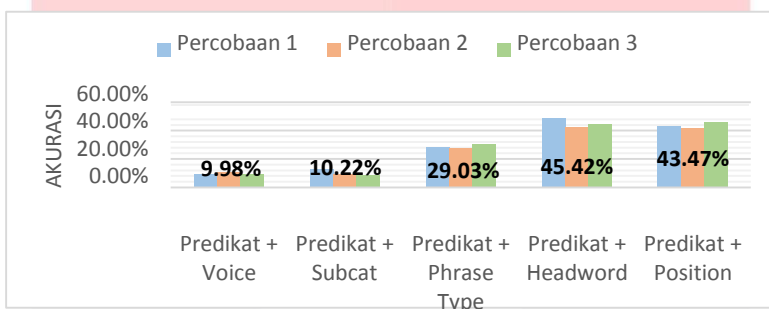 Percobaan 1 Percobaan 2 Percobaan 3
AKURASI
60.00%
40.00%
20.00%
0.00%
9.98% 10.22% 29.03% 45.42% 43.47%
Predikat + Predikat + Predikat + Predikat + Predikat +
Voice Subcat Phrase Headword Position
Type